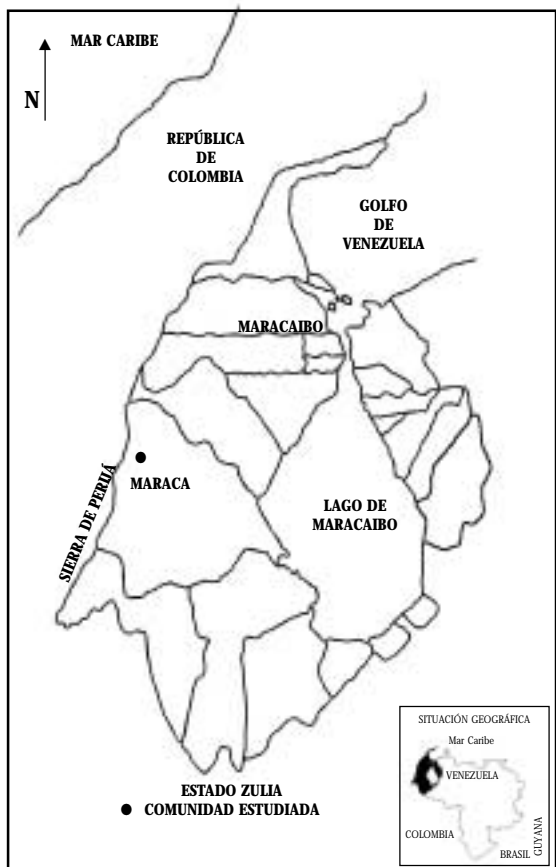 MAR CARIBE
N
REPÚBLICA
DE
COLOMBIA
GOLFO
DE
VENEZUELA
MARACAIBO
SIERRA DE PERIJÁ
MARACA
LAGO DE
MARACAIBO
ESTADO ZULIA
COMUNIDAD ESTUDIADA
SITUACIÓN GEOGRÁFICA
Mar Caribe
VENEZUELA
COLOMBIA
BRASIL
GUYANA